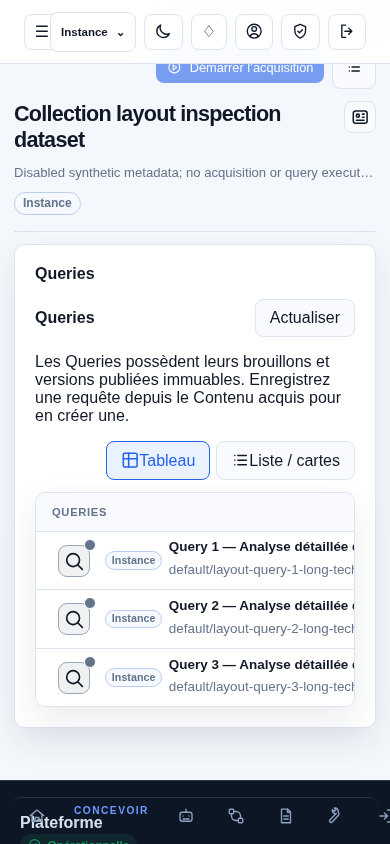 Instance
Démarrer l'acquisition
Collection layout inspection
dataset
Disabled synthetic metadata; no acquisition or query execut…
Instance
Queries
Queries
Actualiser
Les Queries possèdent leurs brouillons et
versions publiées immuables. Enregistrez
une requête depuis le Contenu acquis pour
en créer une.
Tableau
Liste / cartes
QUERIES
Instance
Query 1 — Analyse détaillée
default/layout-query-1-long-tech
Instance
Query 2 — Analyse détaillée
default/layout-query-2-long-tech
Instance
Query 3 — Analyse détaillée
default/layout-query-3-long-tech
CONCEVOIR
Plateforme
Opérationnelle